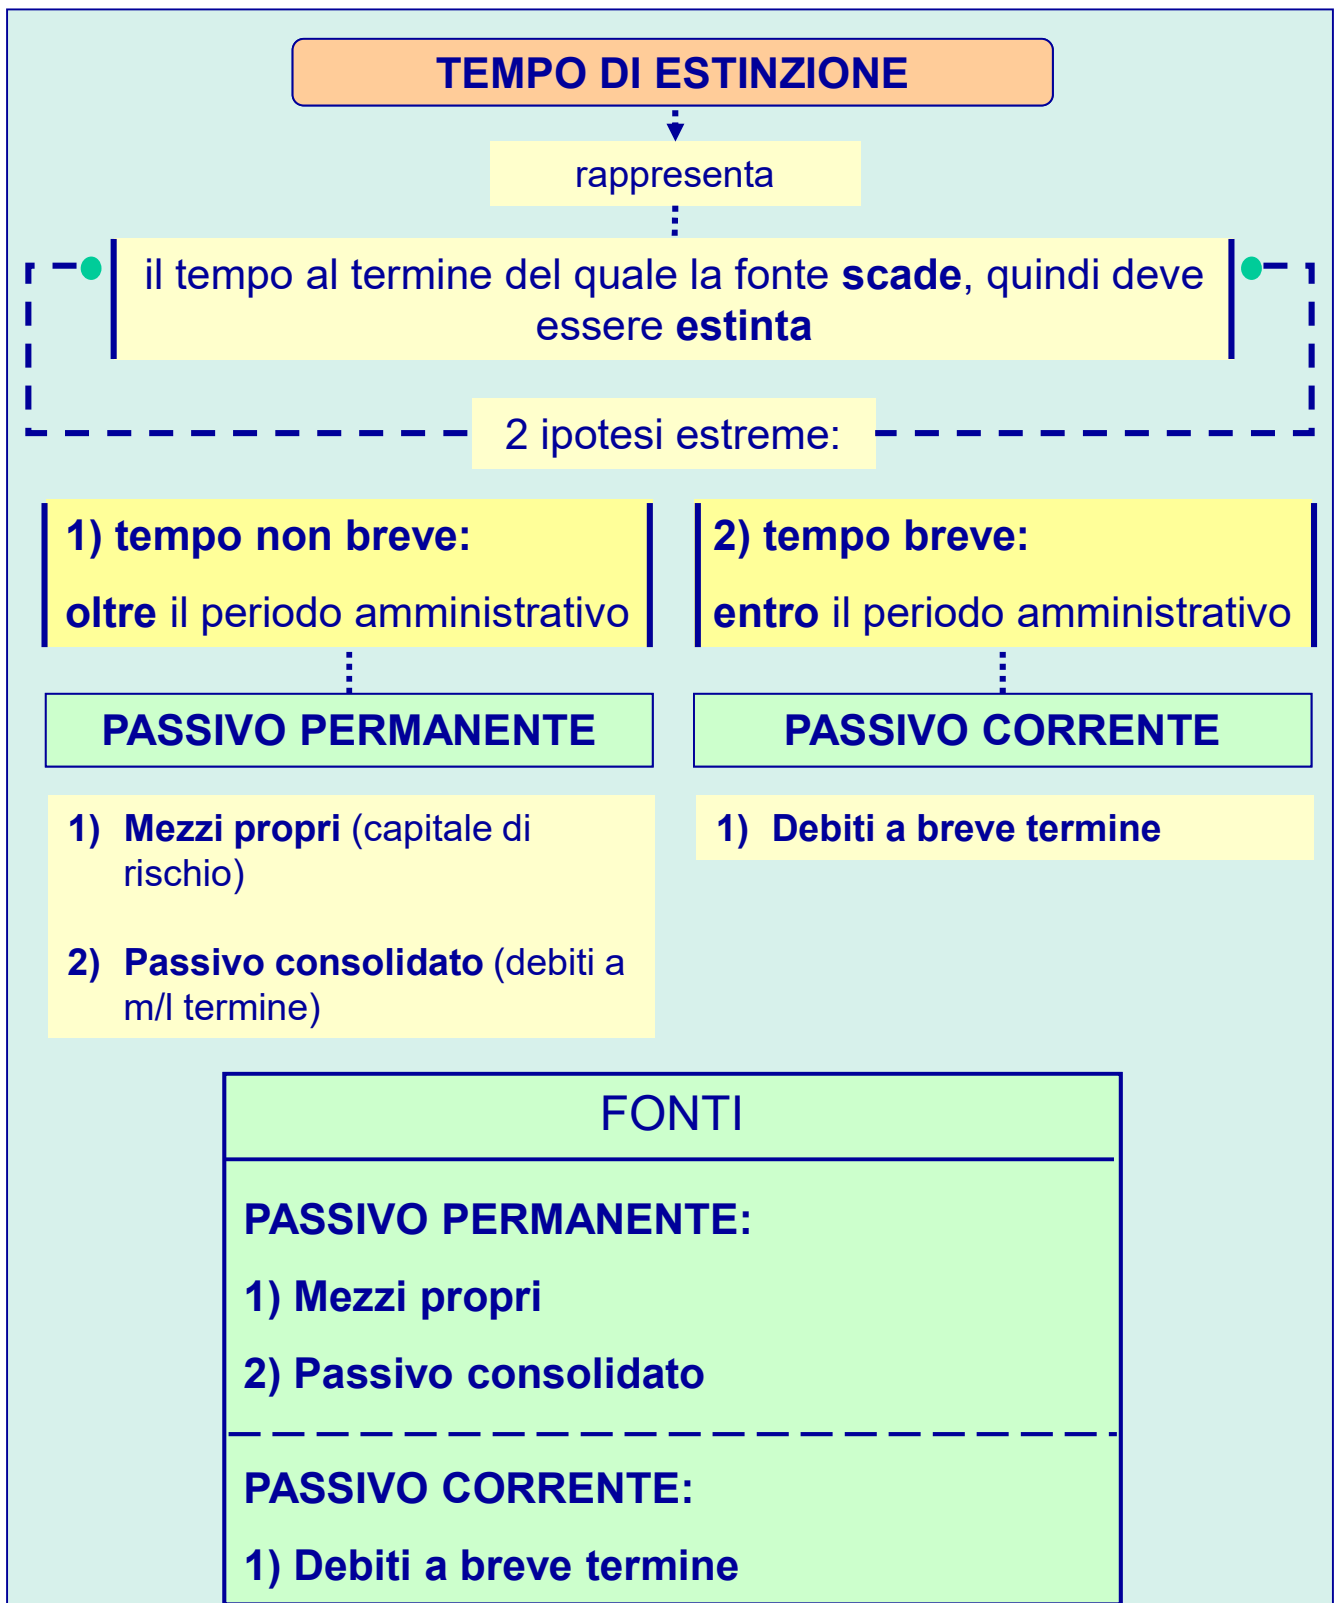 TEMPO DI ESTINZIONE
rappresenta
il tempo al termine del quale la fonte scade, quindi deve
essere estinta
2 ipotesi estreme:
1) tempo non breve:
oltre il periodo amministrativo
2) tempo breve:
entro il periodo amministrativo
PASSIVO PERMANENTE
PASSIVO CORRENTE
1) Mezzi propri (capitale di
rischio)
2) Passivo consolidato (debiti a
m/l termine)
1) Debiti a breve termine
FONTI
PASSIVO PERMANENTE:
1) Mezzi propri
2) Passivo consolidato
PASSIVO CORRENTE:
1) Debiti a breve termine